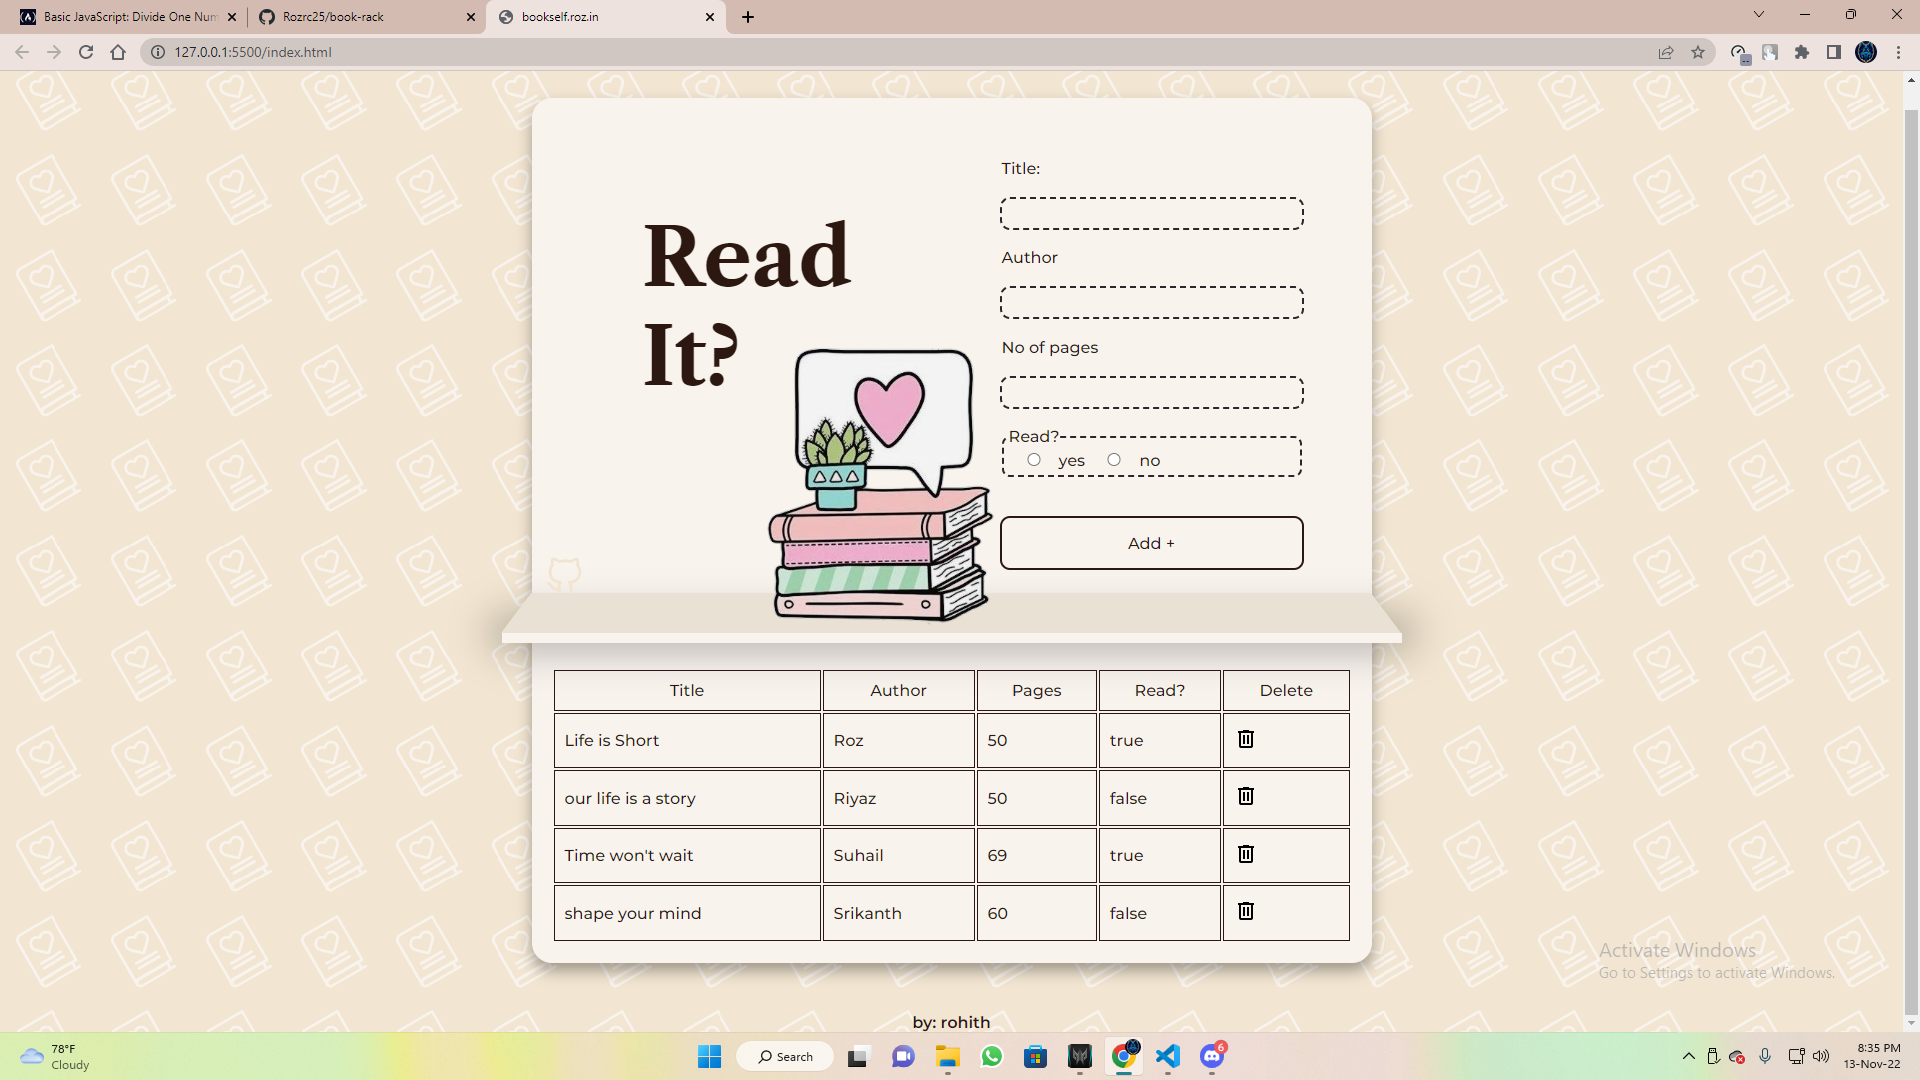 Basic JavaScript: Divide One Num
Rozrc25/book-rack
bookself.roz.in
127.0.0.1:5500/index.html
Read
It?
Title:
Author
No of pages
Read?
yes no
Add +
Title Author Pages Read? Delete
Life is Short Roz 50 true
our life is a story Riyaz 50 false
Time won't wait Suhail 69 true
shape your mind Srikanth 60 false
Activate Windows
Go to Settings to activate Windows.
by: rohith
78°F
Cloudy
Search
6
8:35 PM
13-Nov-22